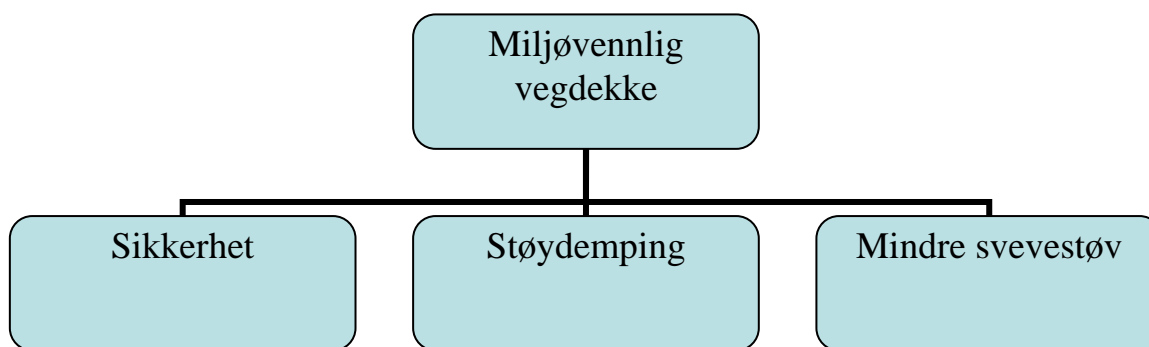 Miljøvennlig
vegdekke
Sikkerhet
Støydemping
Mindre svevestøv